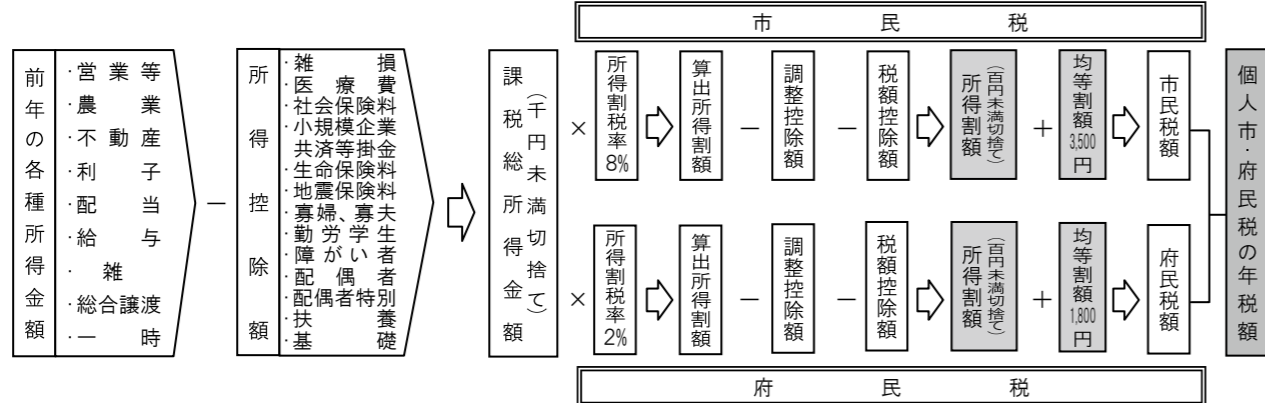 市民税
前年の各種所得金額
・営業等
・農業
・不動産
・利子
・配当
・給与
・雑
・総合譲渡
・一時
－
所得控除額
・雑損
・医療費
・社会保険料
・小規模企業
共済等掛金
・生命保険料
・地震保険料
・寡婦、寡夫
・勤労学生
・障がい者
・配偶者
・配偶者特別
・扶養
・基礎
課税総所得金額
（千円未満切捨て）
×
所得割税率
8%
算出所得割額
－
調整控除額
－
税額控除額
所得割額
（百円未満切捨て）
＋
均等割額
3,500
円
市民税額
×
所得割税率
2%
算出所得割額
－
調整控除額
－
税額控除額
所得割額
（百円未満切捨て）
＋
均等割額
1,800
円
府民税額
個人市・府民税の年税額
府民税